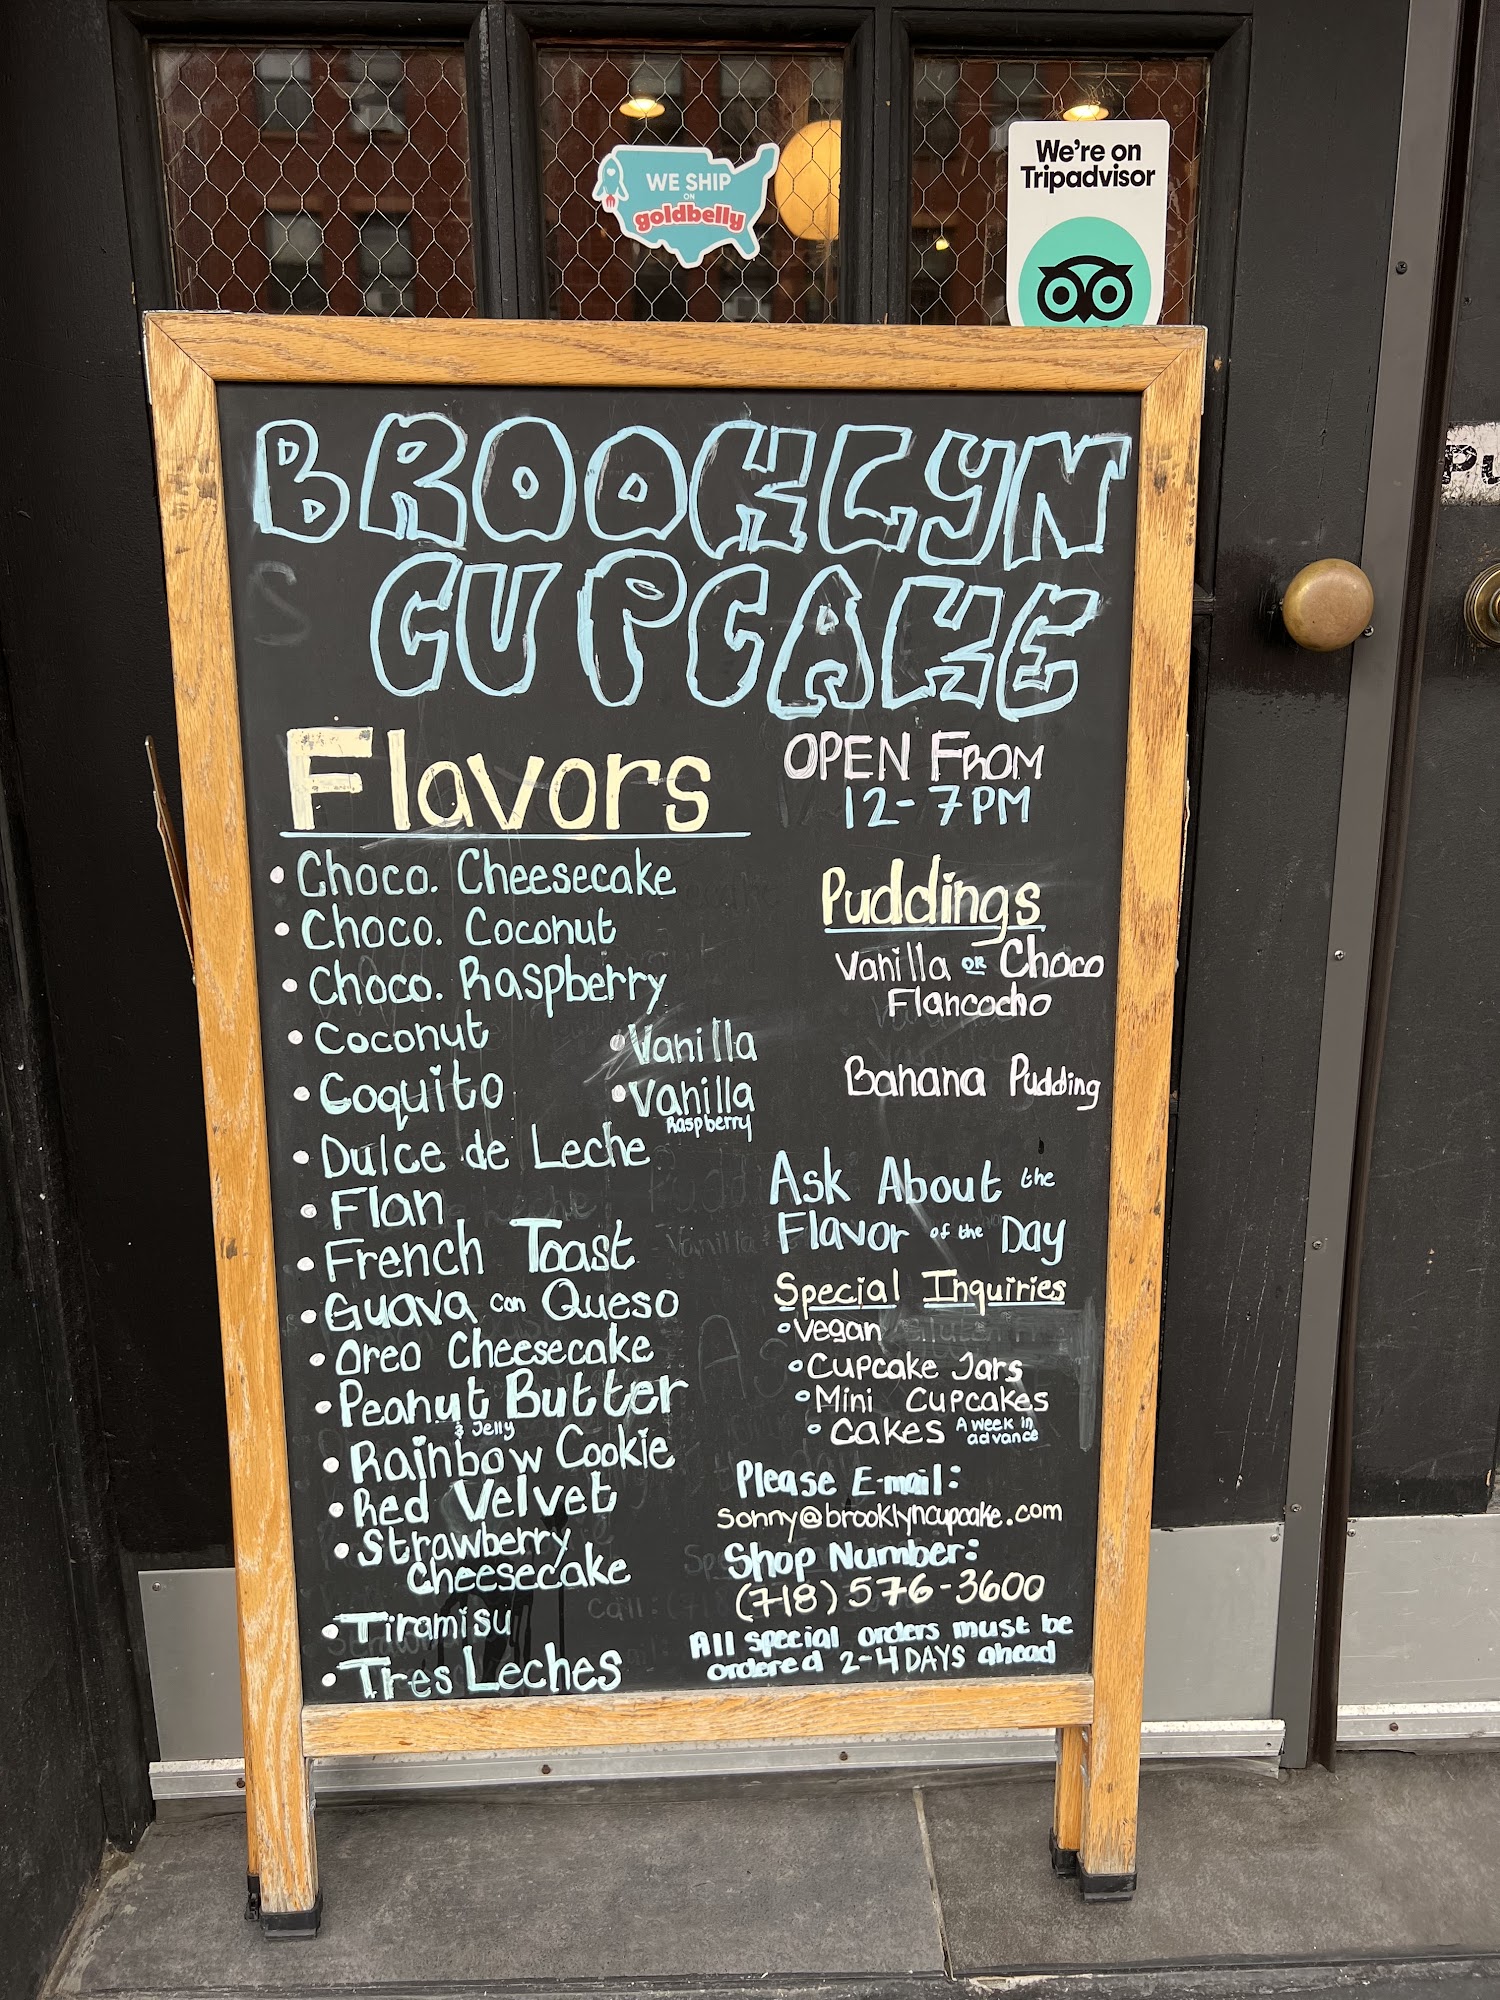 WE SHIP
ON
goldbelly
We're on
Tripadvisor
BROOKLYN
CUPCAKE
Flavors
• Choco. Cheesecake
• Choco. Coconut
• Choco. Raspberry
• Coconut
• Coquito
• Dulce de Leche
• Flan
• French Toast
• Guava con Queso
• Oreo Cheesecake
• Peanut Butter
& Jelly
• Rainbow Cookie
• Red Velvet
• Strawberry
Cheesecake
• Tiramisu
• Tres Leches
• Vanilla
• Vanilla
Raspberry
OPEN FROM
12-7PM
Puddings
Vanilla OR Choco
Flancocho
Banana Pudding
Ask About the
Flavor of the Day
Special Inquiries
• Vegan
• Cupcake Jars
• Mini Cupcakes
• Cakes A week in
advance
Please E-mail:
sonny@brooklyncupcake.com
Shop Number:
(718) 576-3600
All special orders must be
ordered 2-4 DAYS ahead